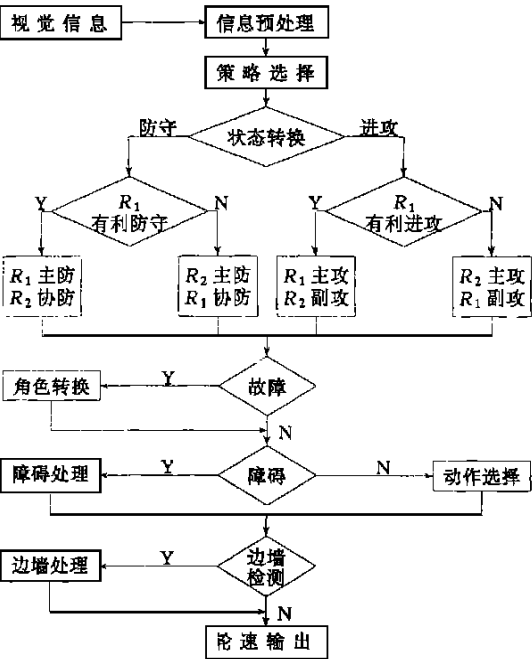 视觉信息
信息预处理
策略选择
防守
状态转换
进攻
Y
R1
有利防守
N
Y
R1
有利进攻
N
R1 主防
R2 协防
R2 主防
R1 协防
R1 主攻
R2 副攻
R2 主攻
R1 副攻
角色转换
Y
故障
N
障碍处理
Y
障碍
N
动作选择
边墙处理
Y
边墙
检测
N
速输出